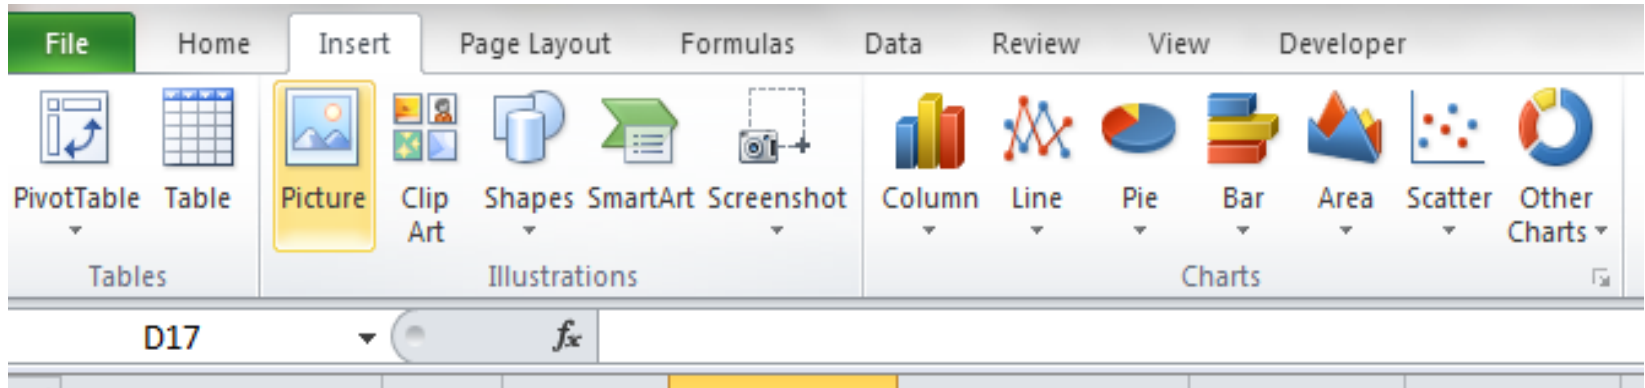 File Home Insert Page Layout Formulas Data Review View Developer
PivotTable Table Picture Clip Shapes SmartArt Screenshot Column Line Pie Bar Area Scatter Other
Art Charts
Tables Illustrations Charts
D17 fx